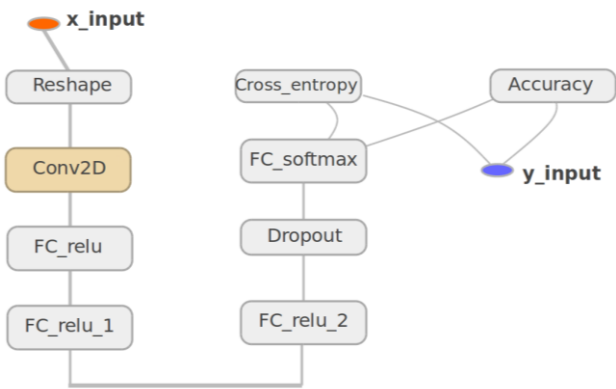 x_input
Reshape
Conv2D
FC_relu
FC_relu_1
Cross_entropy
Accuracy
FC_softmax
y_input
Dropout
FC_relu_2